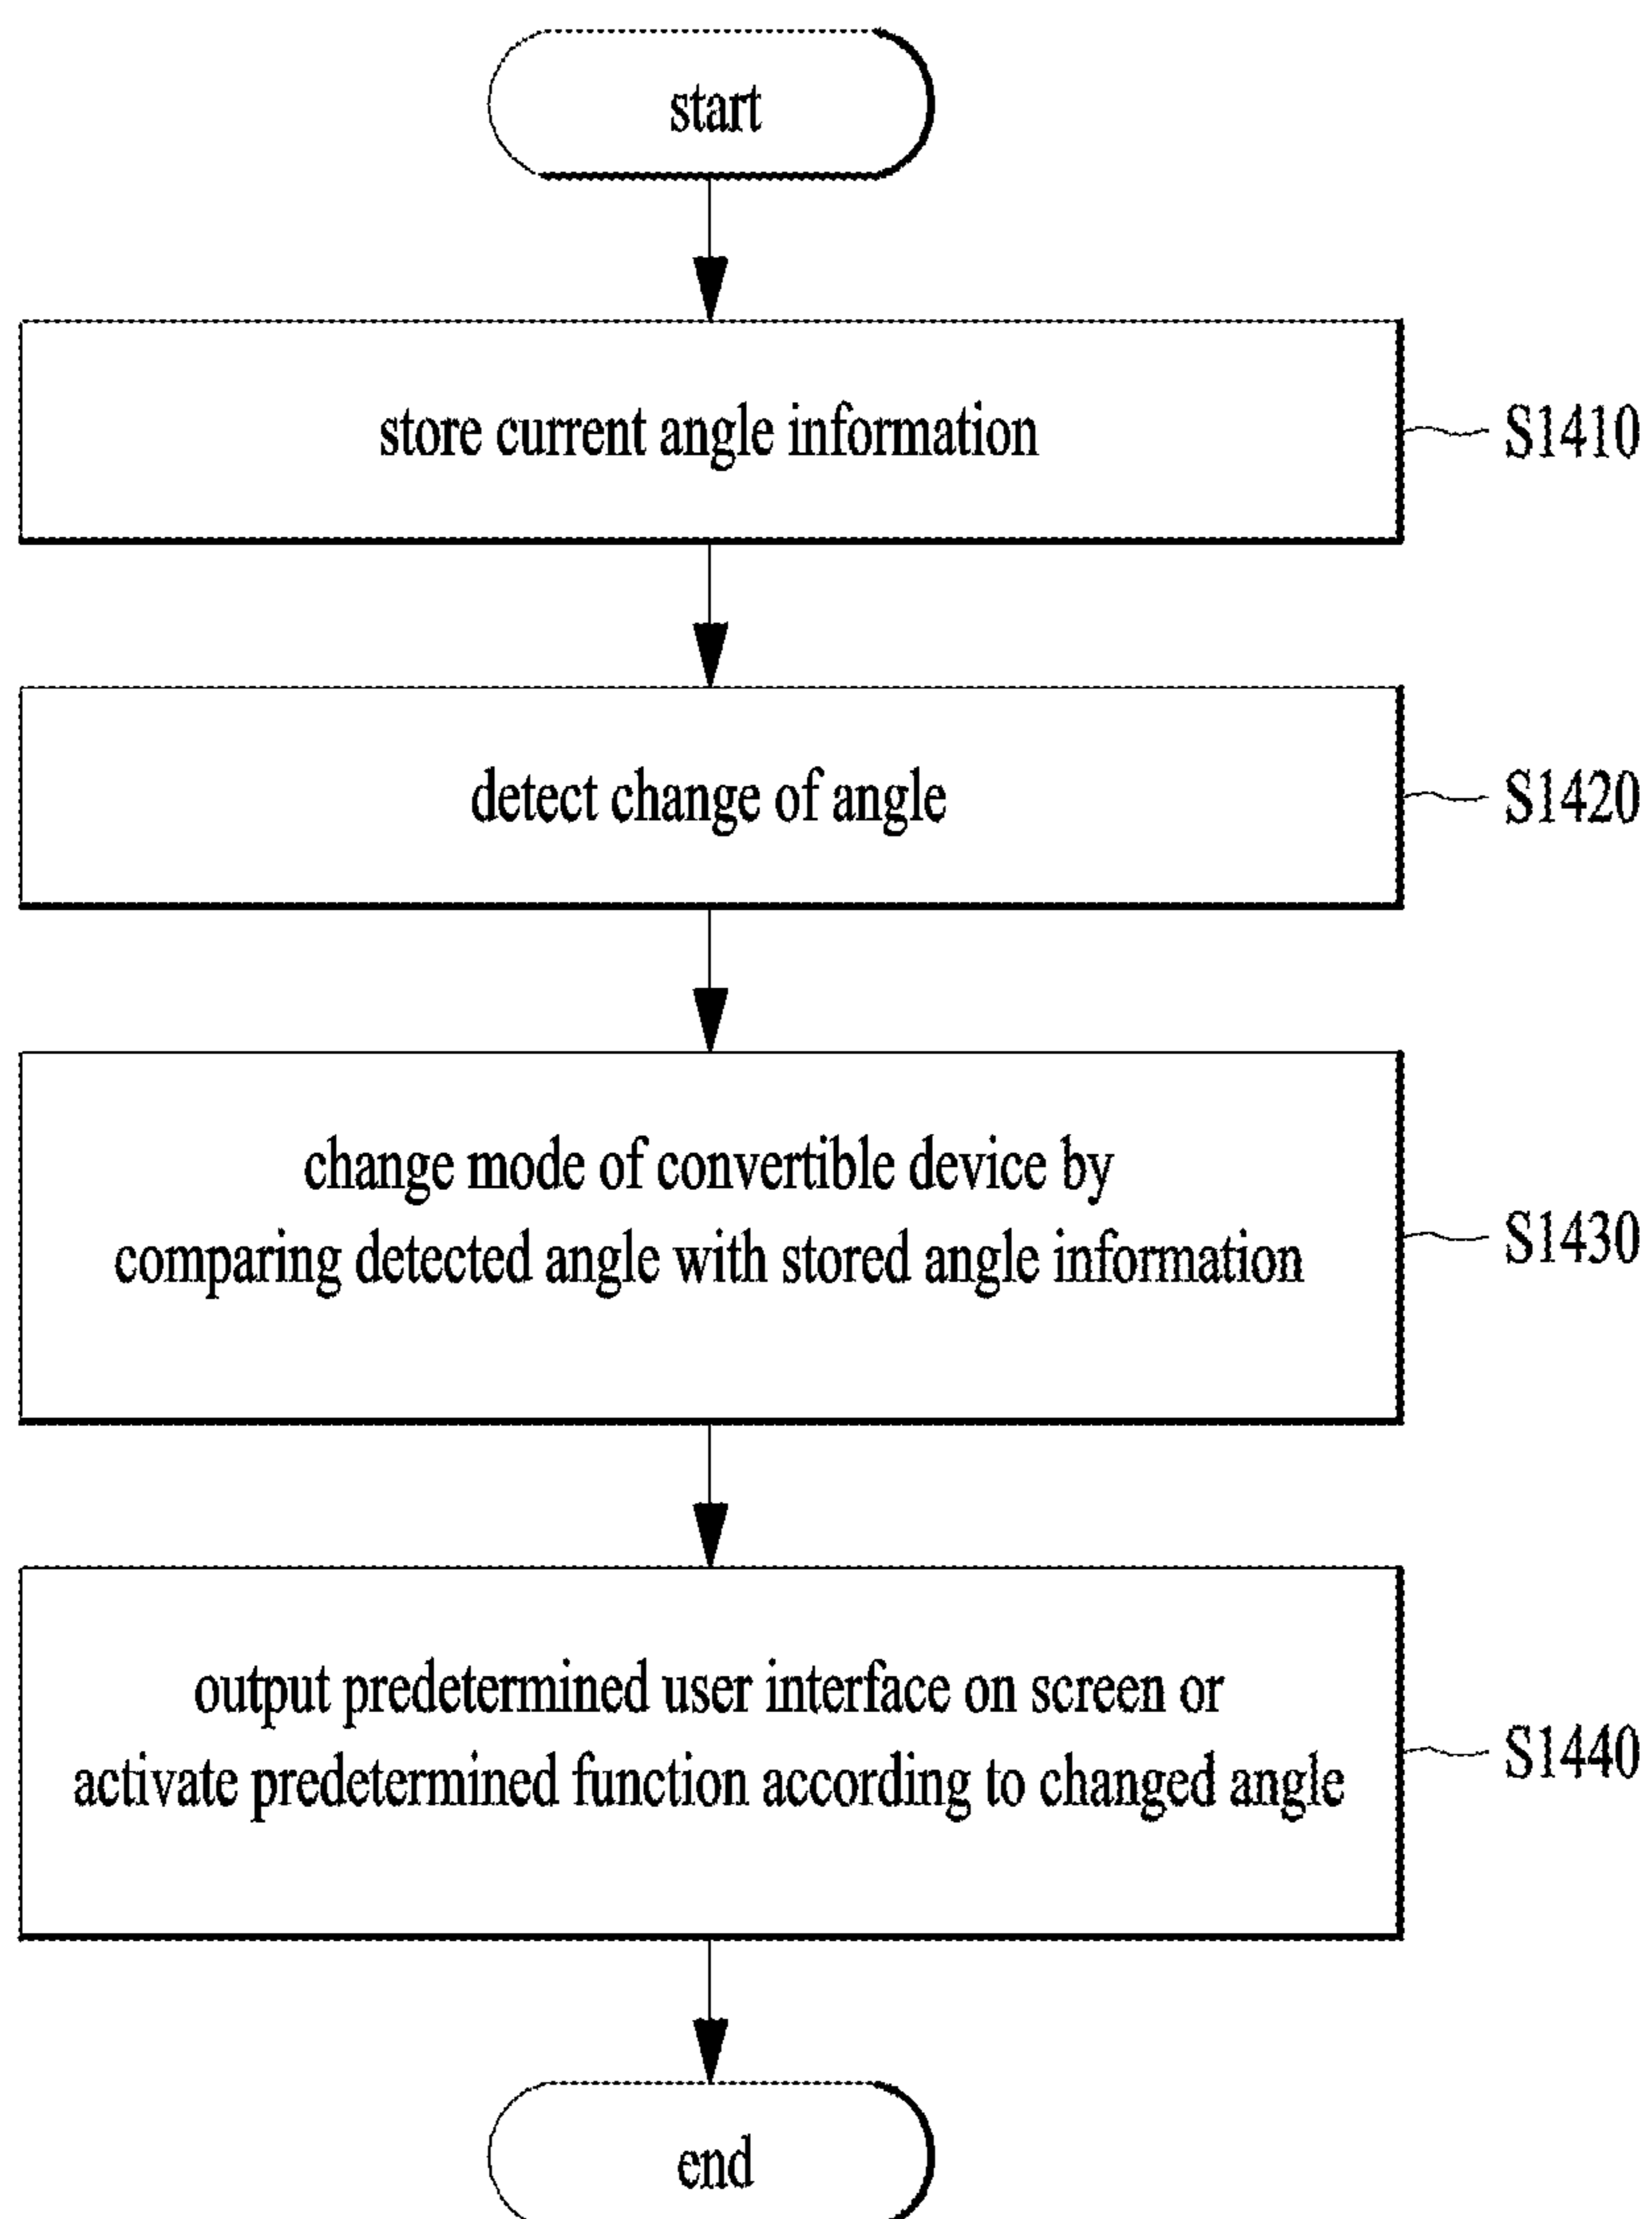 start
store current angle information
S1410
detect change of angle
S1420
change mode of convertible device by
comparing detected angle with stored angle information
S1430
output predetermined user interface on screen or
activate predetermined function according to changed angle
S1440
end